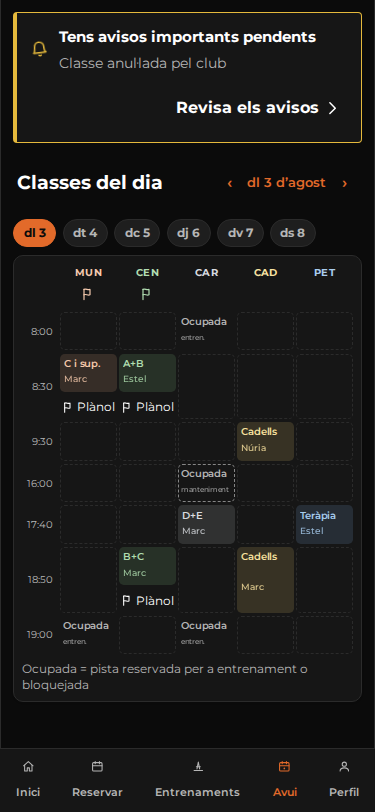 Tens avisos importants pendents
Classe anul·lada pel club
Revisa els avisos
Classes del dia
‹ dl 3 d'agost ›
dl 3 dt 4 dc 5 dj 6 dv 7 ds 8
MUN CEN CAR CAD PET
8:00 Ocupada
entren.
8:30 C i sup. A+B
Marc Estel
Plànol Plànol
9:30 Cadells
Núria
16:00 Ocupada
manteniment
17:40 D+E Teràpia
Marc Estel
18:50 B+C Cadells
Marc Marc
Plànol
19:00 Ocupada Ocupada
entren. entren.
Ocupada = pista reservada per a entrenament o
bloquejada
Inici Reservar Entrenaments Avui Perfil